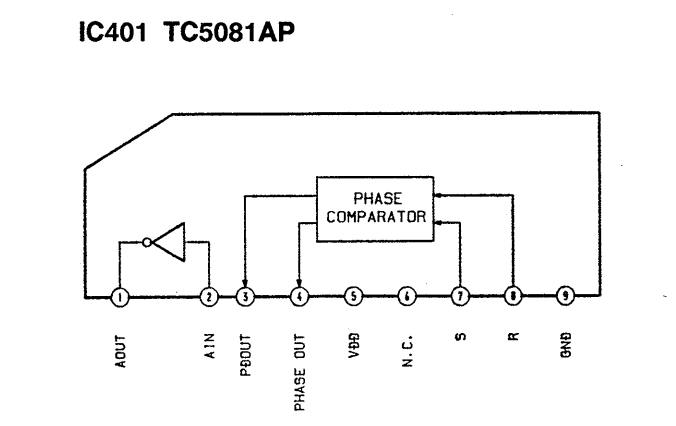 IC401 TC5081AP
PHASE
COMPARATOR
1 2 3 4 5 6 7 8 9
AOUT
AIN
PDOUT
PHASE OUT
VDD
N.C.
S
R
GND